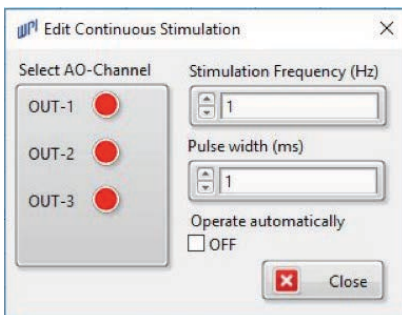 WPI Edit Continuous Stimulation
Select AO-Channel
OUT-1
OUT-2
OUT-3
Stimulation Frequency (Hz)
1
Pulse width (ms)
1
Operate automatically
OFF
Close